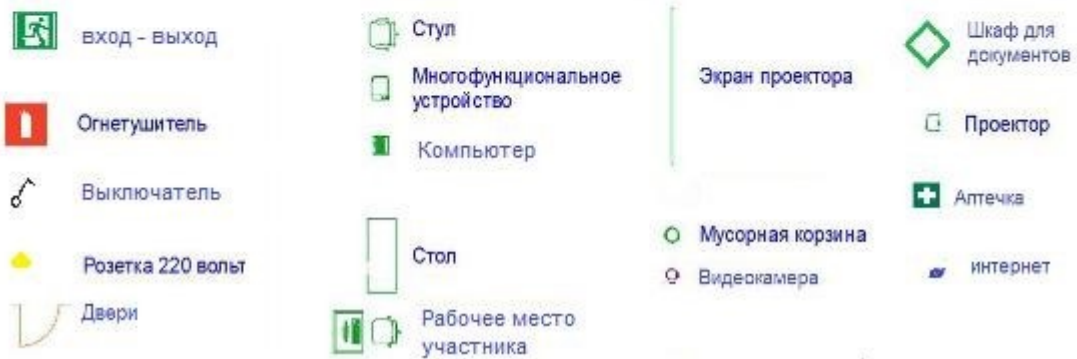 вход - выход
Огнетушитель
Выключатель
Розетка 220 вольт
Двери
Стул
Многофункциональное
устройство
Компьютер
Стол
Рабочее место
участника
Экран проектора
Мусорная корзина
Видеокамера
Шкаф для
документов
Проектор
Аптечка
интернет